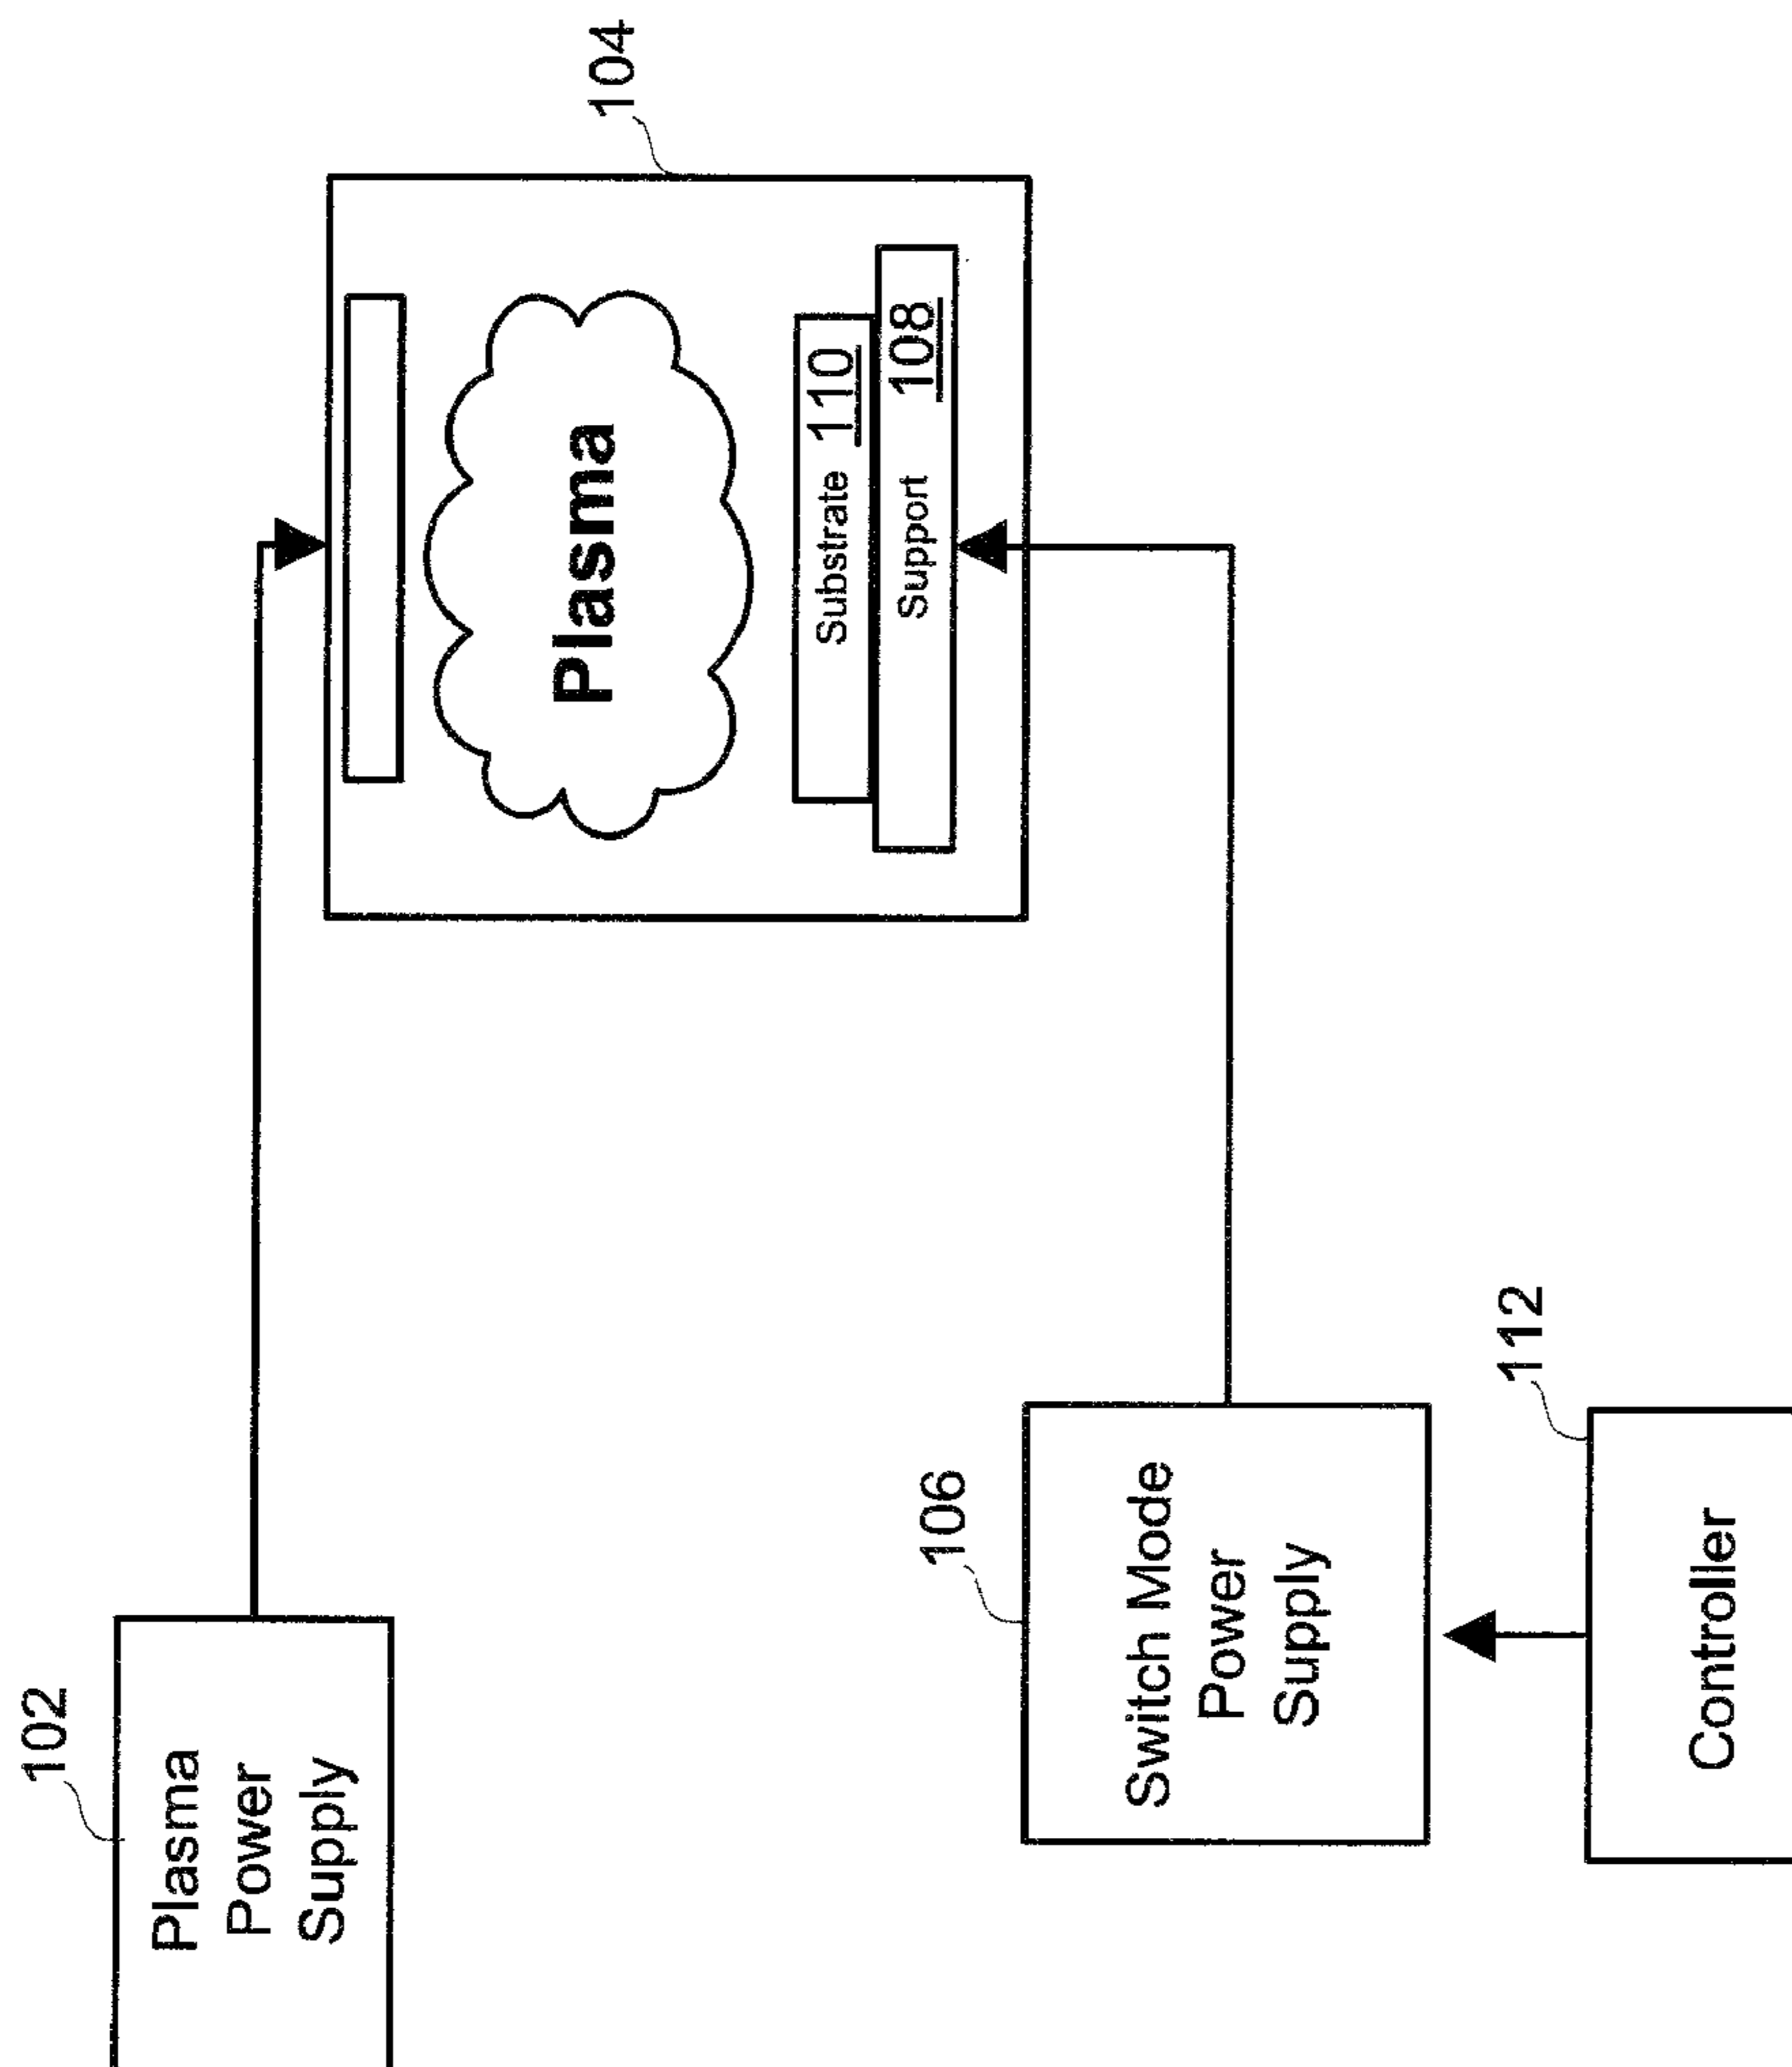 102
Plasma
Power
Supply
104
Plasma
Substrate 110
Support 108
106
Switch Mode
Power
Supply
112
Controller